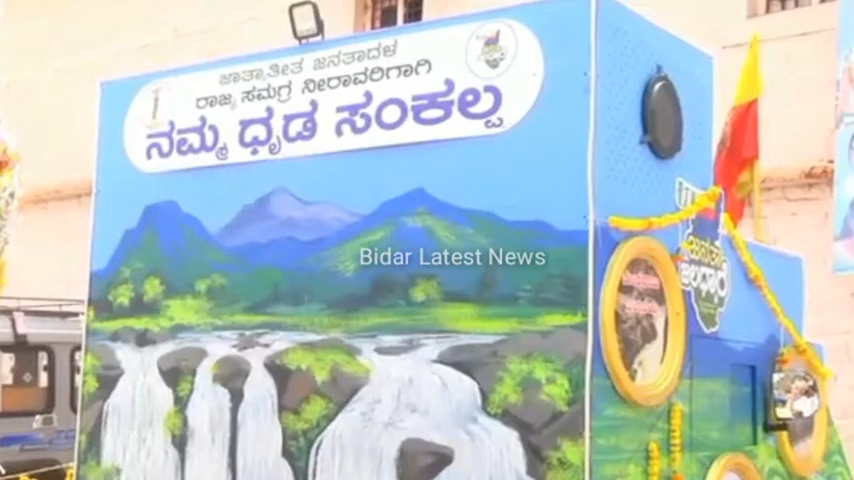 ಜಾತ್ಯಾತೀತ ಜನತಾದಳ
ರಾಜ್ಯ ಸಮಗ್ರ ನೀರಾವರಿಗಾಗಿ
ನಮ್ಮ ಧೃಡ ಸಂಕಲ್ಪ
Bidar Latest News
ಜನತಾ
ಜಲಧಾರೆ